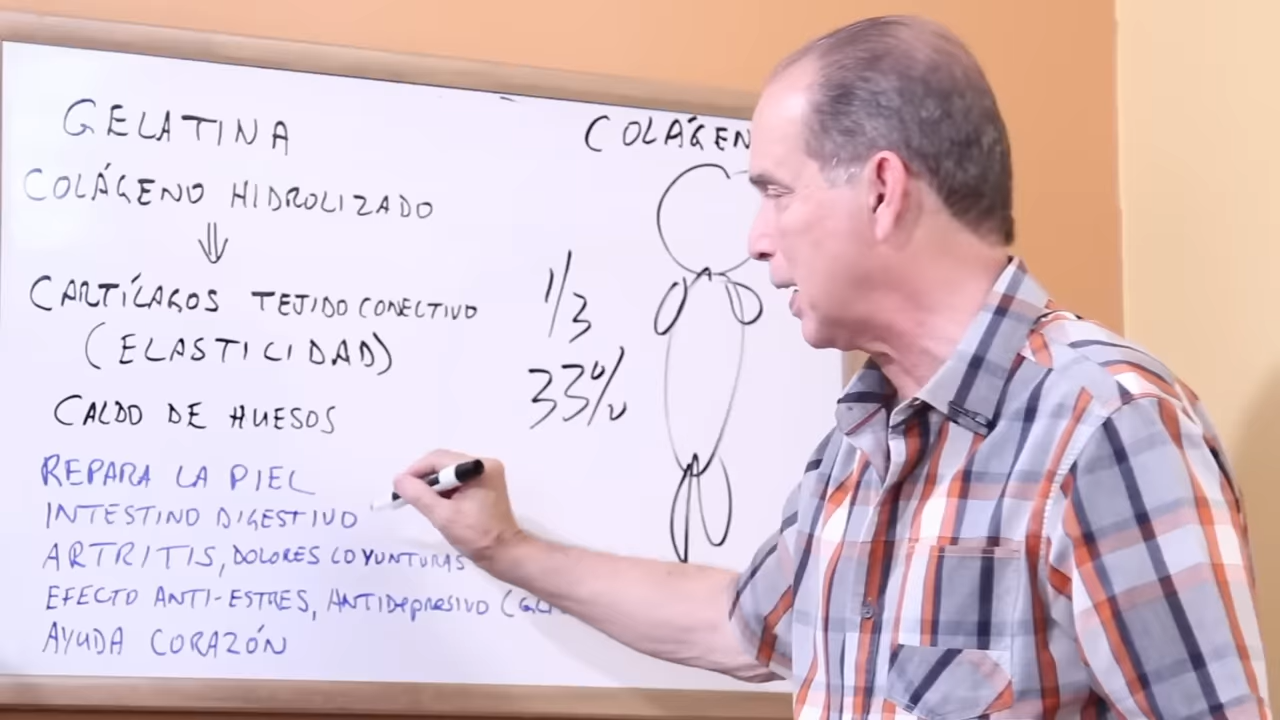 GELATINA
COLÁGENO HIDROLIZADO
CARTÍLAGOS TEJIDO CONECTIVO
(ELASTICIDAD)
CALDO DE HUESOS
REPARA LA PIEL
INTESTINO DIGESTIVO
ARTRITIS, DOLORES COYUNTURAS
EFECTO ANTI-ESTRES, ANTIDEPRESIVO
AYUDA CORAZÓN
COLÁGEN
1/3
33%